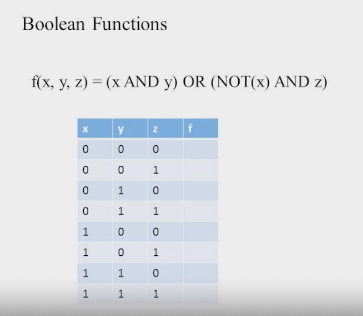 Boolean Functions
f(x, y, z) = (x AND y) OR (NOT(x) AND z)
x y z f
0 0 0
0 0 1
0 1 0
0 1 1
1 0 0
1 0 1
1 1 0
1 1 1